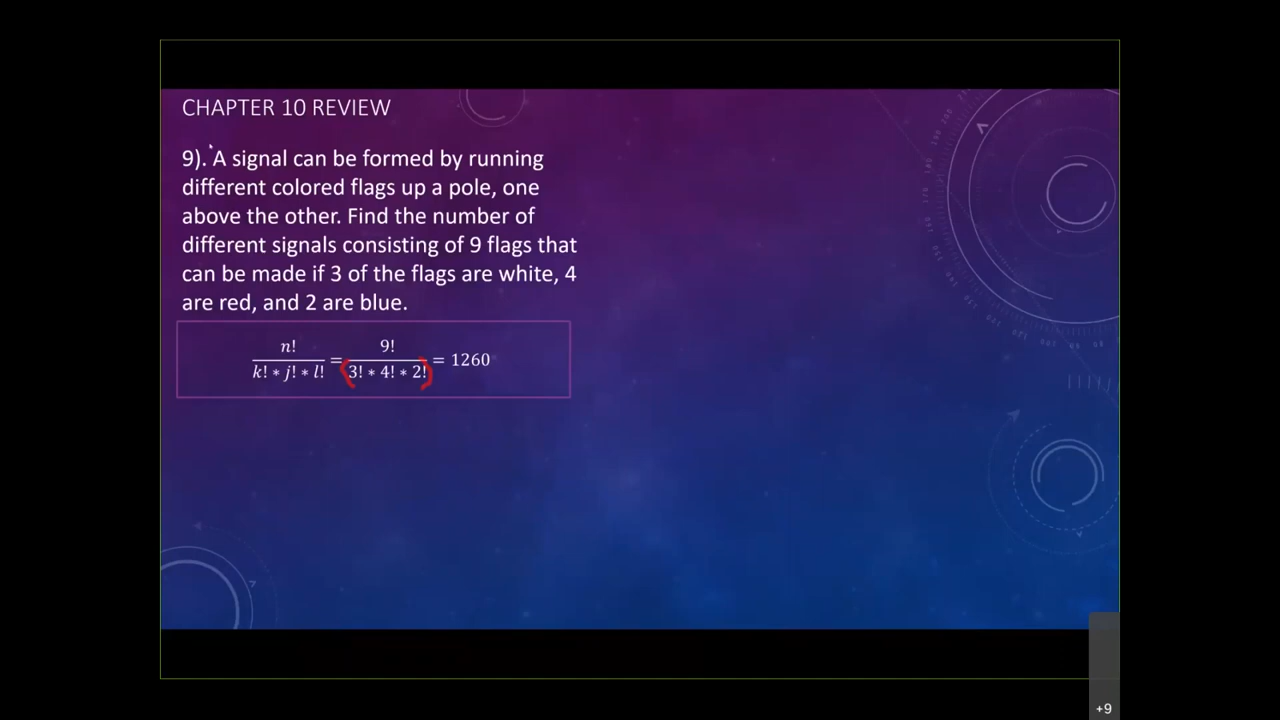 CHAPTER 10 REVIEW
9). A signal can be formed by running
different colored flags up a pole, one
above the other. Find the number of
different signals consisting of 9 flags that
can be made if 3 of the flags are white, 4
are red, and 2 are blue.
n!/(k! * j! * l!) = 9!/(3! * 4! * 2!) = 1260
+9